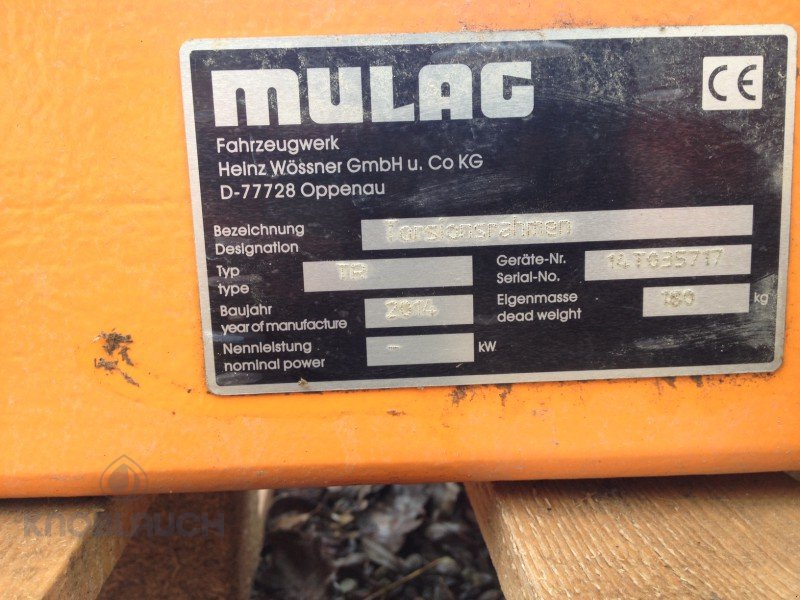 MULAG
CE
Fahrzeugwerk
Heinz Wössner GmbH u. Co KG
D-77728 Oppenau
Bezeichnung Torsionsrahmen
Designation
Typ TR Geräte-Nr. 14T035717
type Serial-No.
Baujahr 2014 Eigenmasse 180 kg
year of manufacture dead weight
Nennleistung - kW
nominal power
KNOBLAUCH